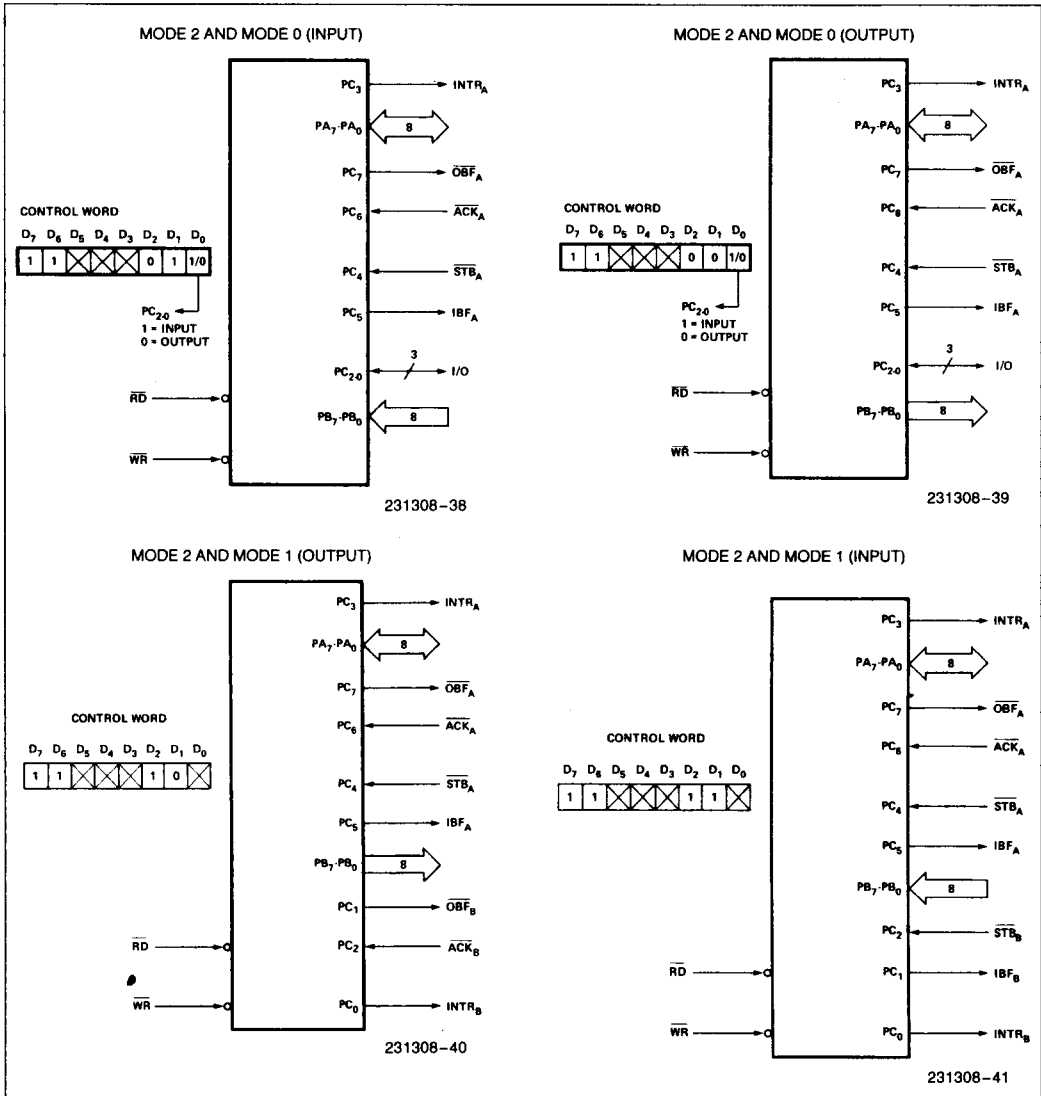 MODE 2 AND MODE 0 (INPUT)
PC3 INTRA
PA7-PA0 8
PC7 OBFA
PC6 ACKA
CONTROL WORD
D7 D6 D5 D4 D3 D2 D1 D0
1 1 0 1 1/0
PC4 STBA
PC2-0
1 = INPUT
0 = OUTPUT
PC5 IBFA
3
PC2-0 I/O
RD
PB7-PB0 8
WR
231308-38
MODE 2 AND MODE 0 (OUTPUT)
PC3 INTRA
PA7-PA0 8
PC7 OBFA
PC6 ACKA
CONTROL WORD
D7 D6 D5 D4 D3 D2 D1 D0
1 1 0 0 1/0
PC4 STBA
PC2-0
1 = INPUT
0 = OUTPUT
PC5 IBFA
3
PC2-0 I/O
RD
PB7-PB0 8
WR
231308-39
MODE 2 AND MODE 1 (OUTPUT)
PC3 INTRA
PA7-PA0 8
PC7 OBFA
CONTROL WORD
PC6 ACKA
D7 D6 D5 D4 D3 D2 D1 D0
1 1 1 0
PC4 STBA
PC5 IBFA
PB7-PB0 8
PC1 OBFB
RD
PC2 ACKB
WR
PC0 INTRB
231308-40
MODE 2 AND MODE 1 (INPUT)
PC3 INTRA
PA7-PA0 8
PC7 OBFA
CONTROL WORD
PC6 ACKA
D7 D6 D5 D4 D3 D2 D1 D0
1 1 1 1
PC4 STBA
PC5 IBFA
PB7-PB0 8
PC2 STBB
RD
PC1 IBFB
WR
PC0 INTRB
231308-41